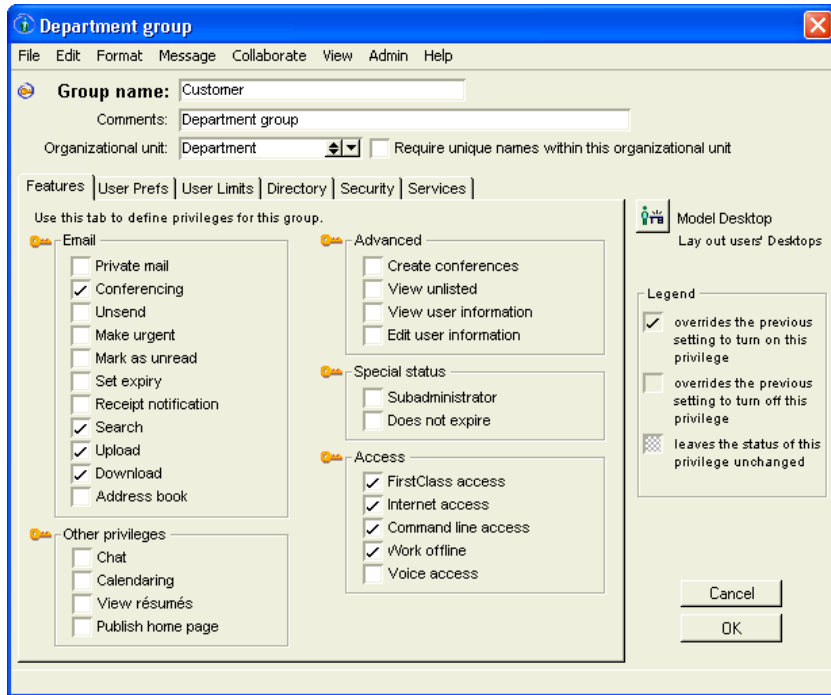 Department group
File Edit Format Message Collaborate View Admin Help
Group name: Customer
Comments: Department group
Organizational unit: Department Require unique names within this organizational unit
Features User Prefs User Limits Directory Security Services
Use this tab to define privileges for this group.
Email
Private mail
Conferencing
Unsend
Make urgent
Mark as unread
Set expiry
Receipt notification
Search
Upload
Download
Address book
Other privileges
Chat
Calendaring
View résumés
Publish home page
Advanced
Create conferences
View unlisted
View user information
Edit user information
Special status
Subadministrator
Does not expire
Access
FirstClass access
Internet access
Command line access
Work offline
Voice access
Model Desktop
Lay out users' Desktops
Legend
overrides the previous
setting to turn on this
privilege
overrides the previous
setting to turn off this
privilege
leaves the status of this
privilege unchanged
Cancel
OK